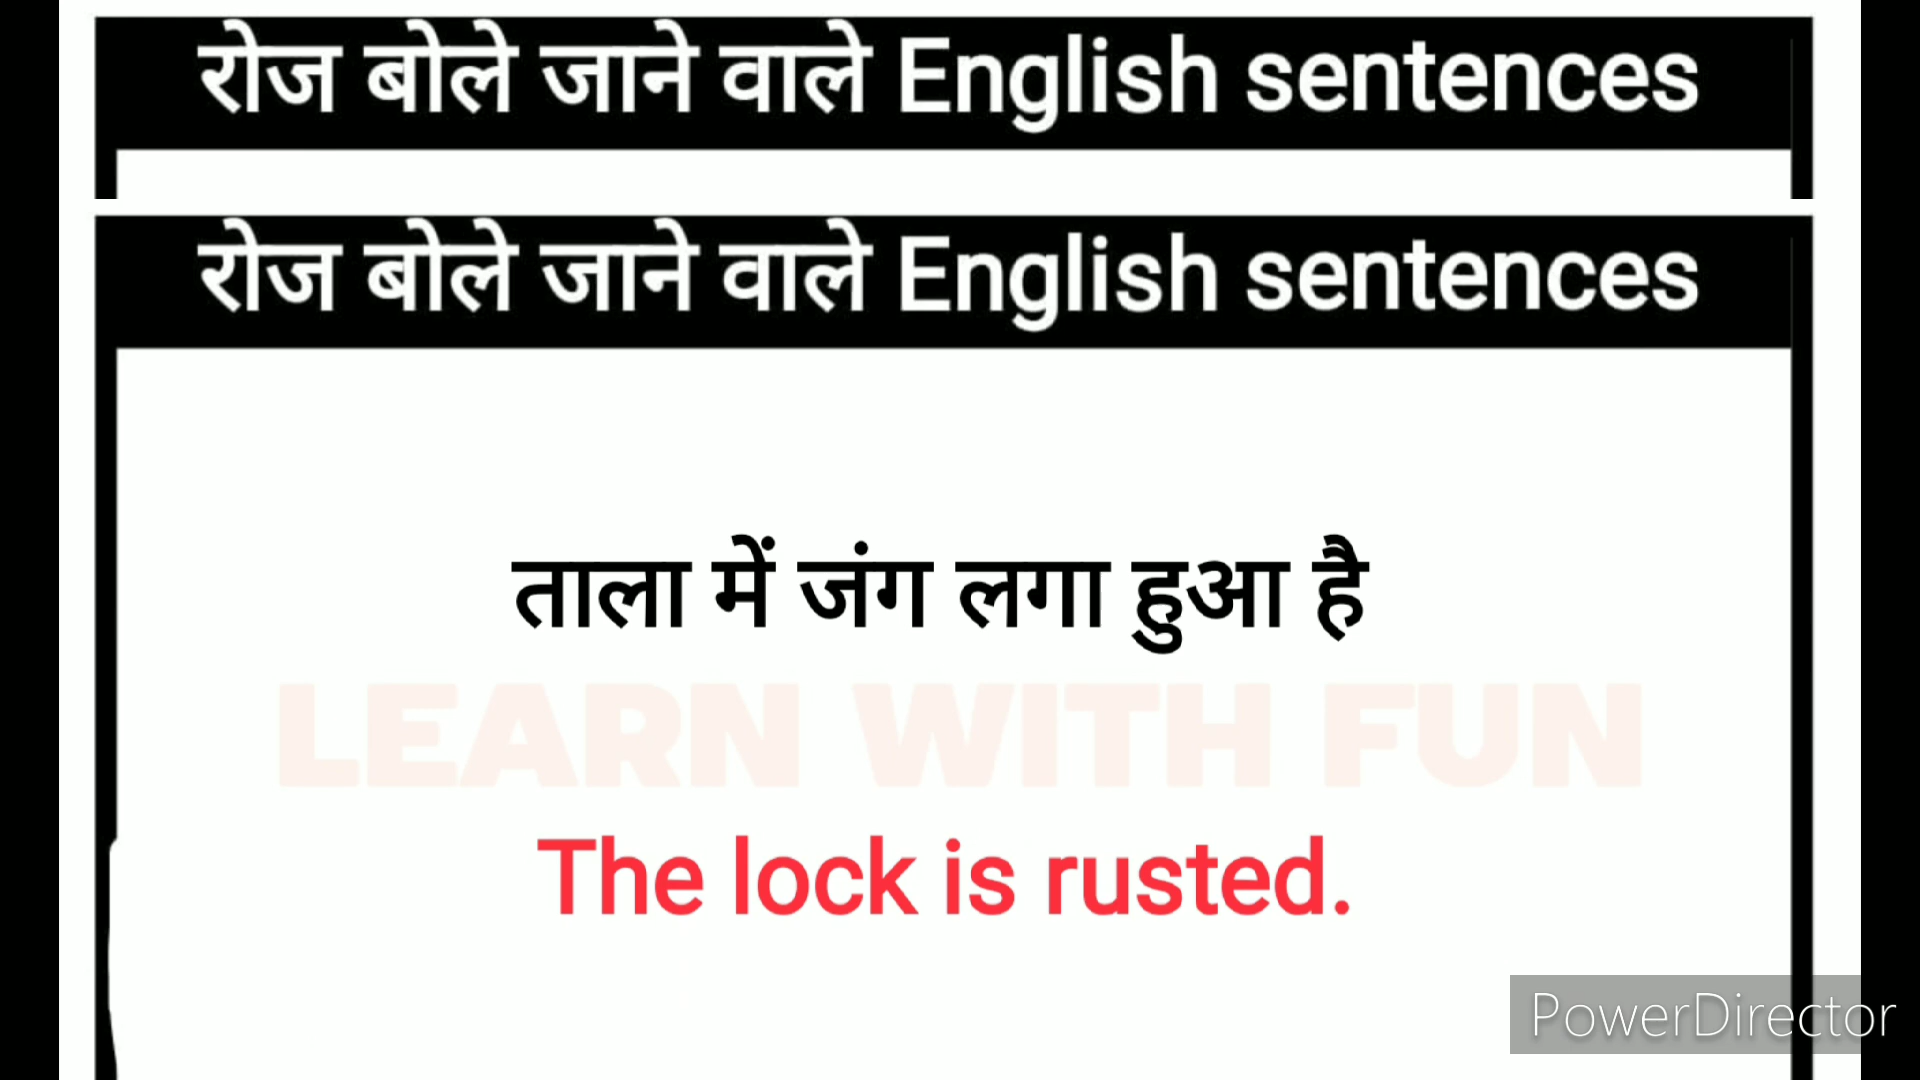 रोज बोले जाने वाले English sentences
रोज बोले जाने वाले English sentences
ताला में जंग लगा हुआ है
LEARN WITH FUN
The lock is rusted.
PowerDirector